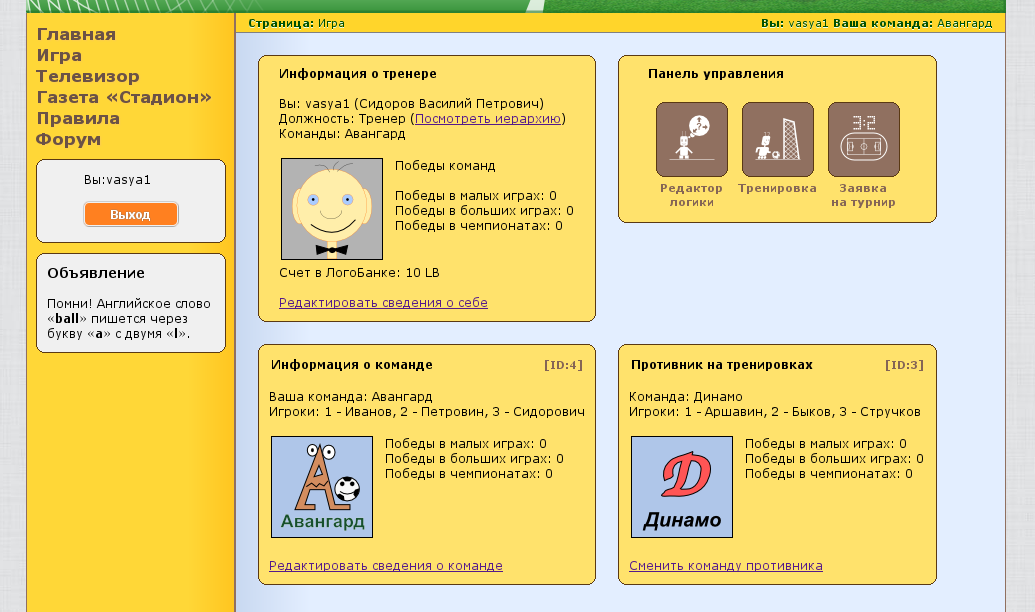 Страница: Игра
Вы: vasya1 Ваша команда: Авангард
Главная
Игра
Телевизор
Газета «Стадион»
Правила
Форум
Вы:vasya1
Выход
Объявление
Помни! Английское слово
«ball» пишется через
букву «a» с двумя «l».
Информация о тренере
Вы: vasya1 (Сидоров Василий Петрович)
Должность: Тренер (Посмотреть иерархию)
Команды: Авангард
Победы команд
Победы в малых играх: 0
Победы в больших играх: 0
Победы в чемпионатах: 0
Счет в ЛогоБанке: 10 LB
Редактировать сведения о себе
Панель управления
3:2
Редактор
логики
Тренировка
Заявка
на турнир
Информация о команде [ID:4]
Ваша команда: Авангард
Игроки: 1 - Иванов, 2 - Петровин, 3 - Сидорович
Победы в малых играх: 0
Победы в больших играх: 0
Победы в чемпионатах: 0
А
Авангард
Редактировать сведения о команде
Противник на тренировках [ID:3]
Команда: Динамо
Игроки: 1 - Аршавин, 2 - Быков, 3 - Стручков
Победы в малых играх: 0
Победы в больших играх: 0
Победы в чемпионатах: 0
Д
Динамо
Сменить команду противника